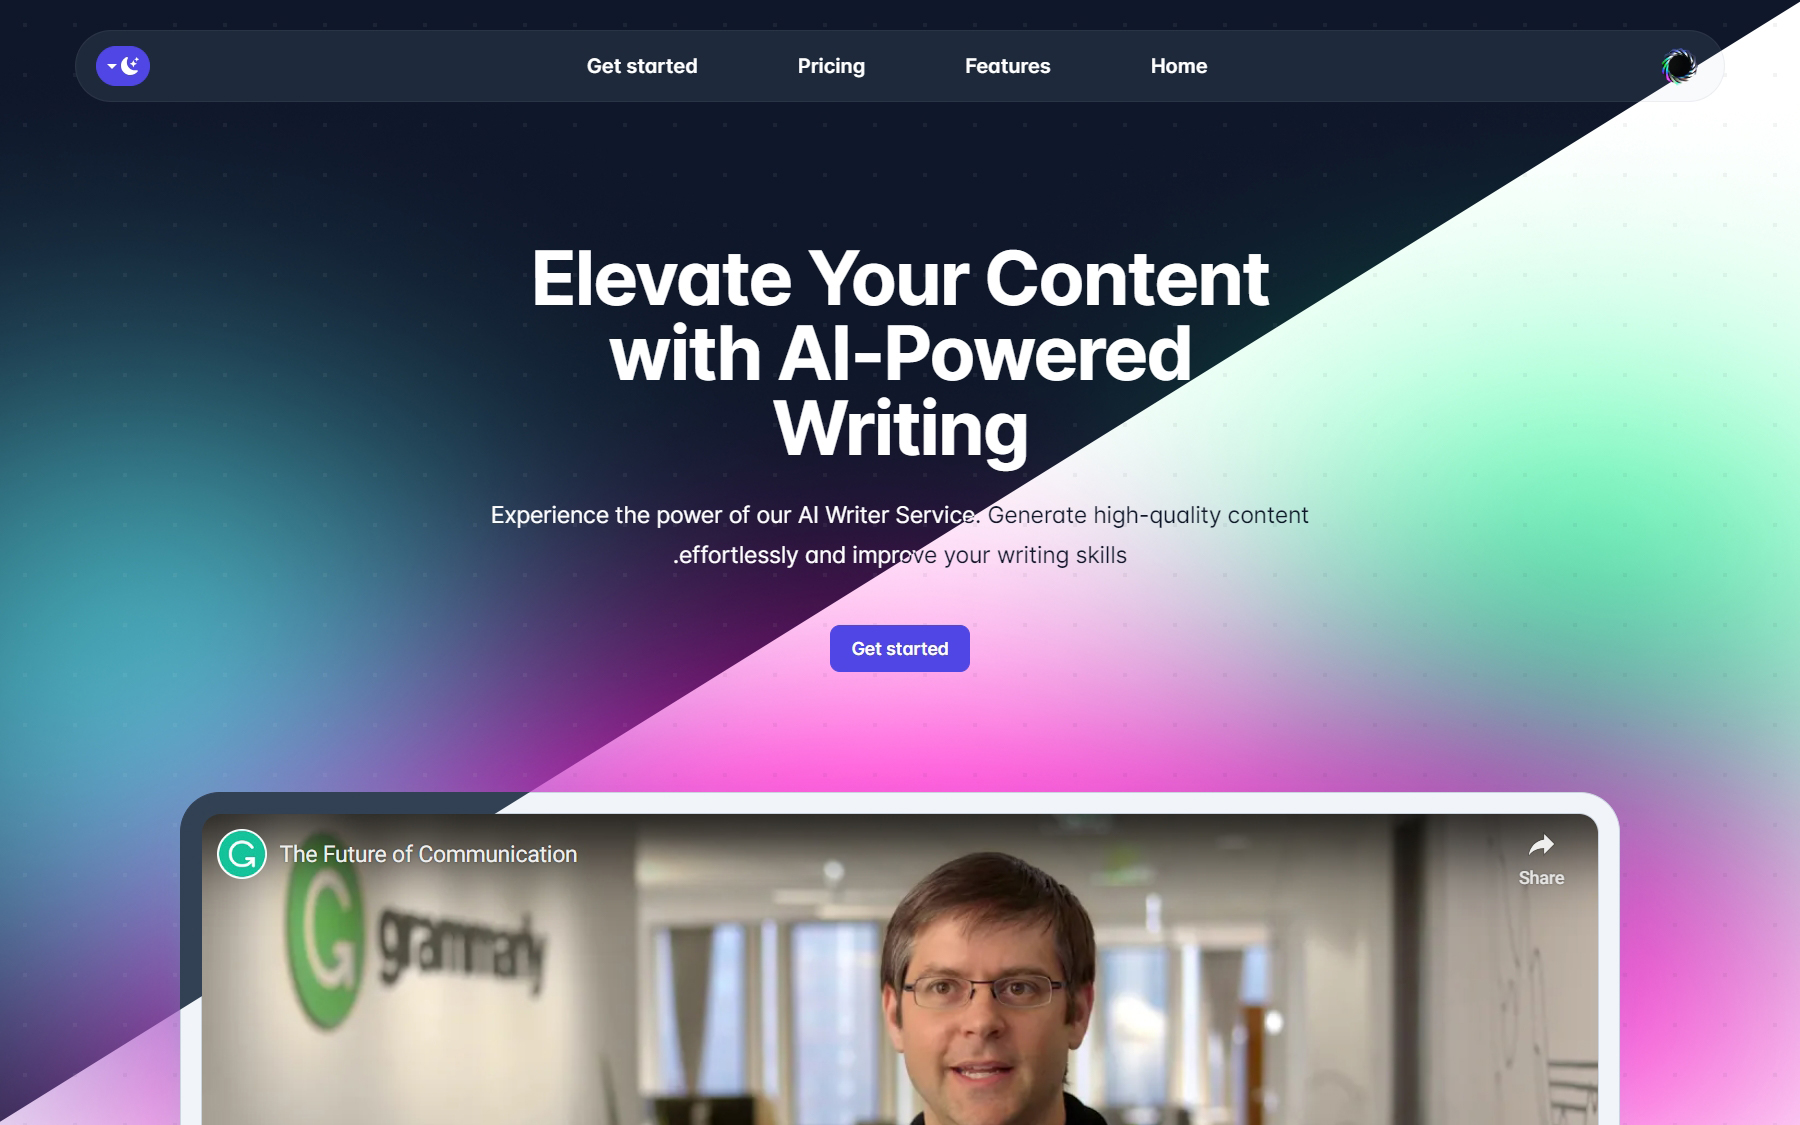 Get started
Pricing
Features
Home
Elevate Your Content
with AI-Powered
Writing
Experience the power of our AI Writer Service. Generate high-quality content
.effortlessly and improve your writing skills
Get started
The Future of Communication
Share
grammarly